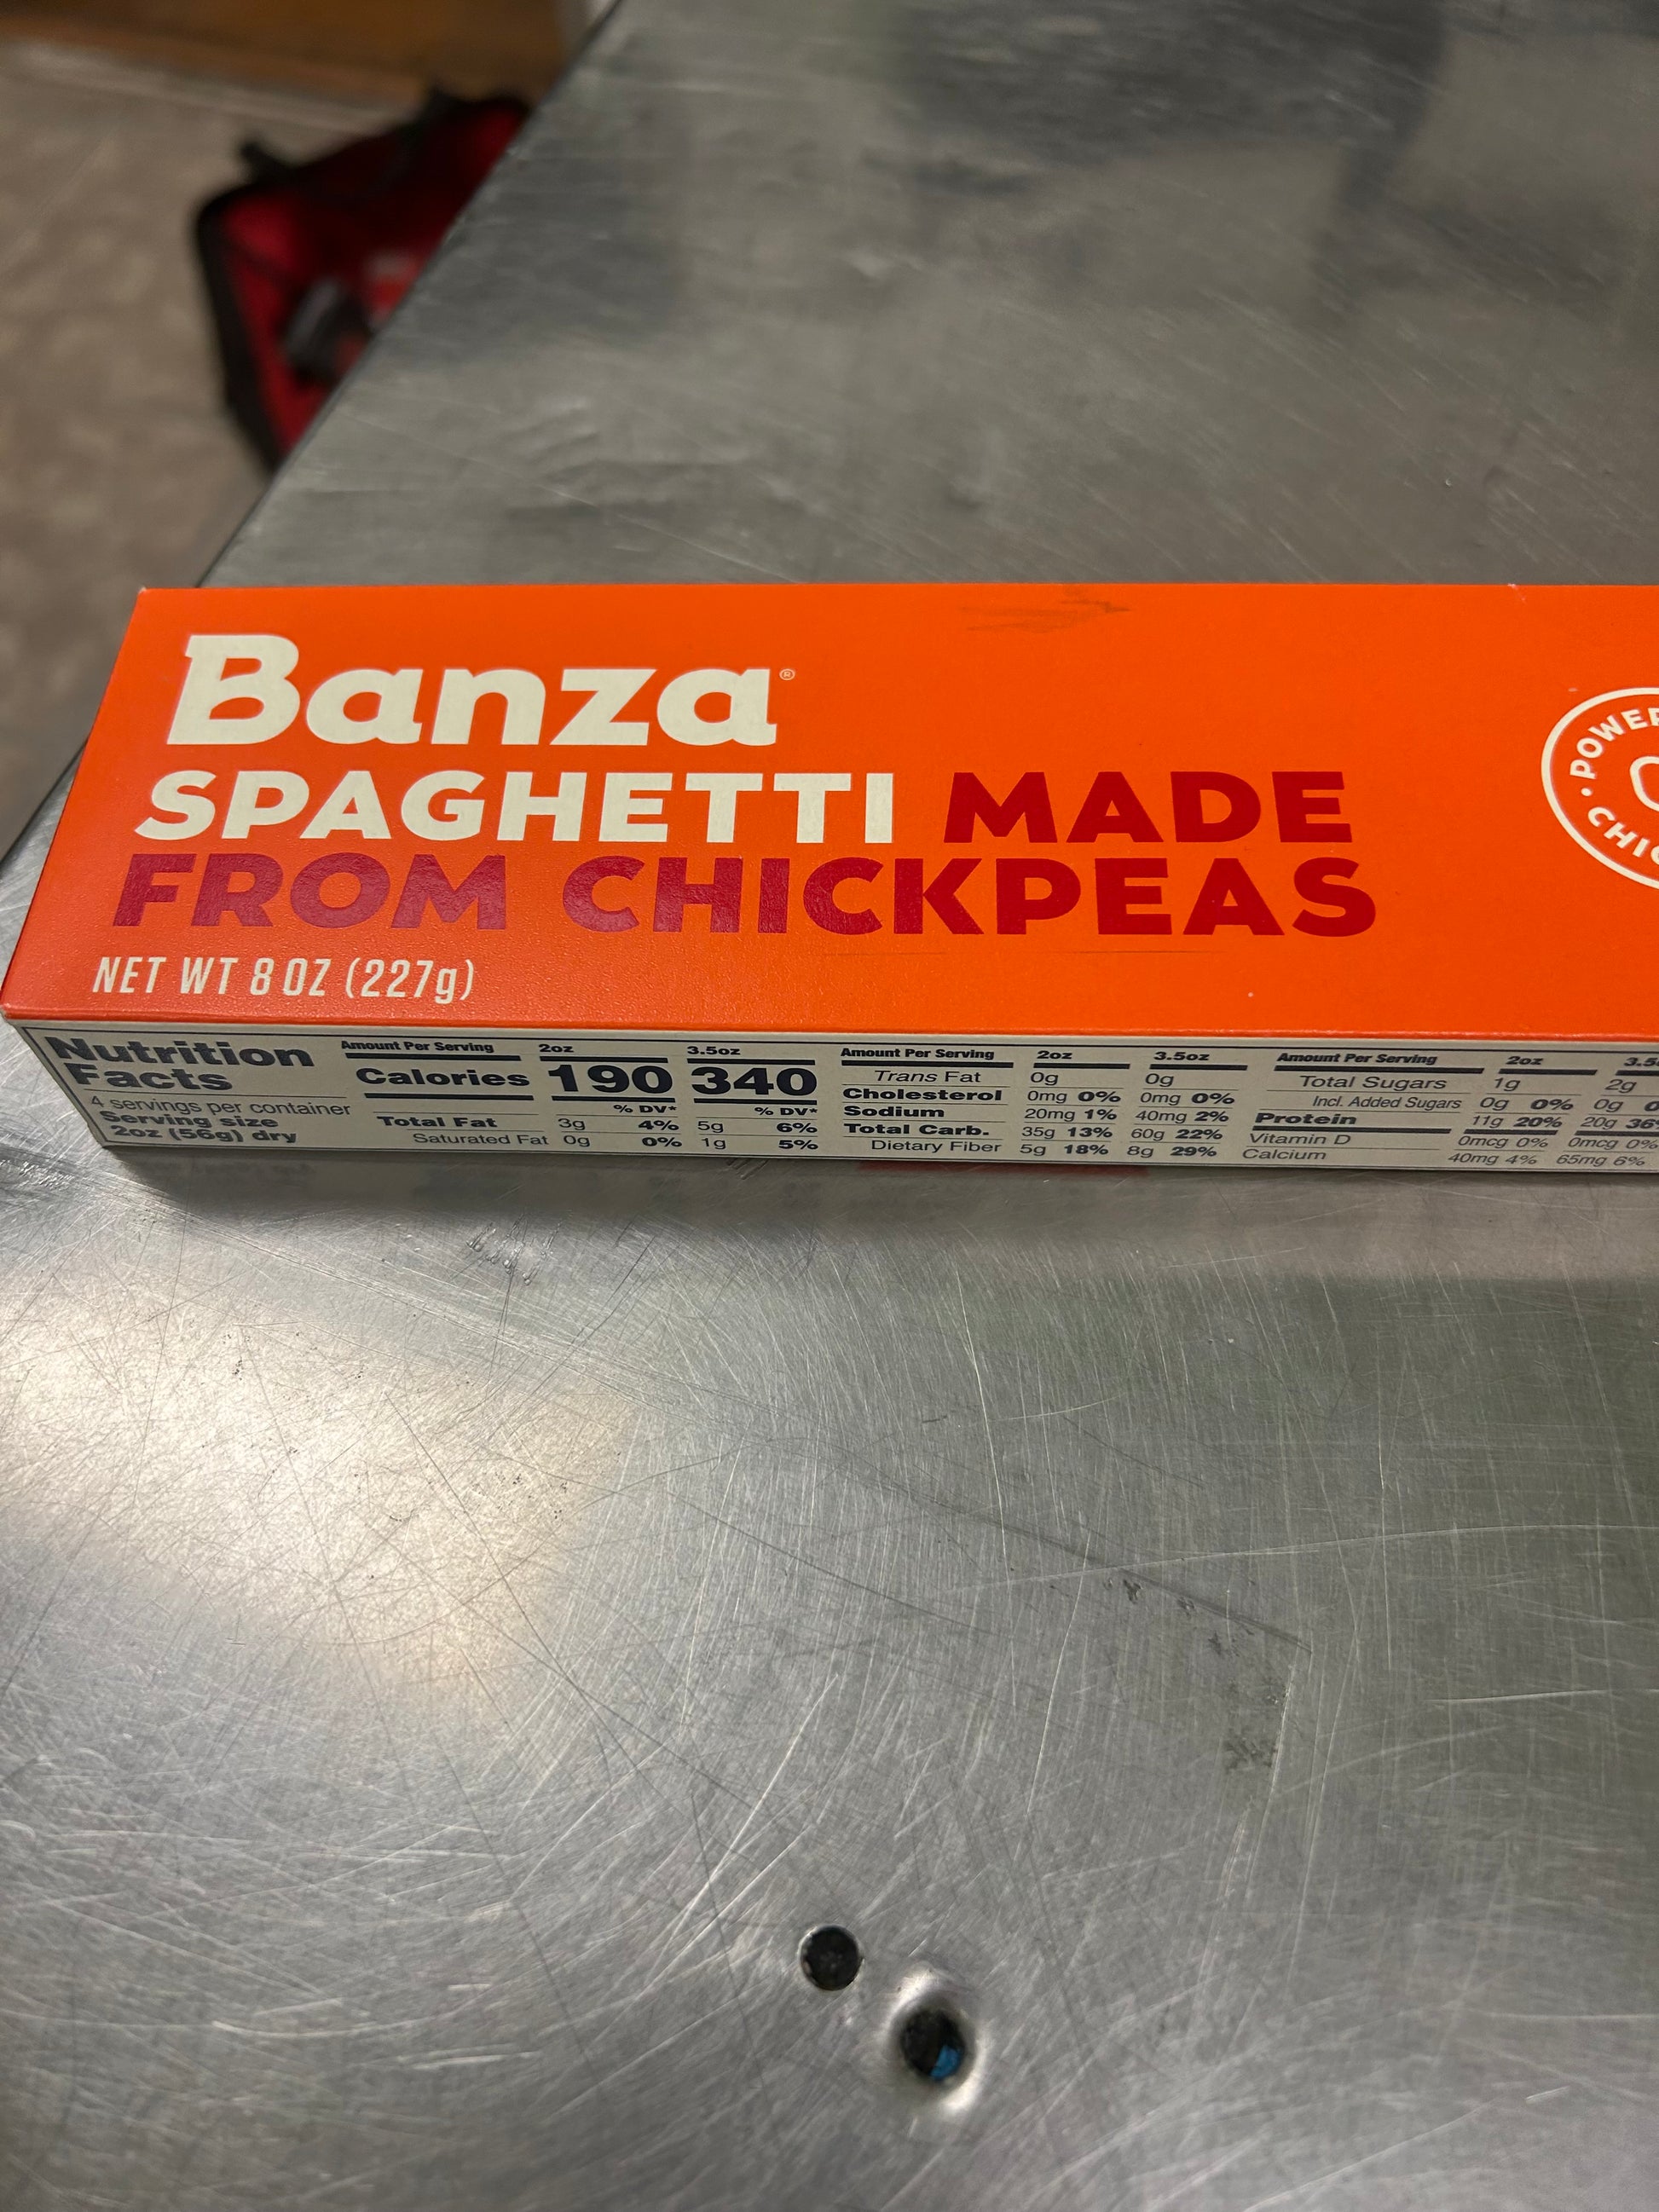 Banza®
SPAGHETTI MADE
FROM CHICKPEAS
NET WT 8 OZ (227g)
POWER
CHIC
Nutrition
Facts
4 servings per container
Serving size
2oz (56g) dry
Amount Per Serving 2oz 3.5oz
Calories 190 340
% DV* % DV*
Total Fat 3g 4% 5g 6%
Saturated Fat 0g 0% 1g 5%
Amount Per Serving 2oz 3.5oz
Trans Fat 0g 0g
Cholesterol 0mg 0% 0mg 0%
Sodium 20mg 1% 40mg 2%
Total Carb. 35g 13% 60g 22%
Dietary Fiber 5g 18% 8g 29%
Amount Per Serving 2oz 3.5
Total Sugars 1g 2g
Incl. Added Sugars 0g 0% 0g
Protein 11g 20% 20g 36%
Vitamin D 0mcg 0% 0mcg 0%
Calcium 40mg 4% 65mg 6%